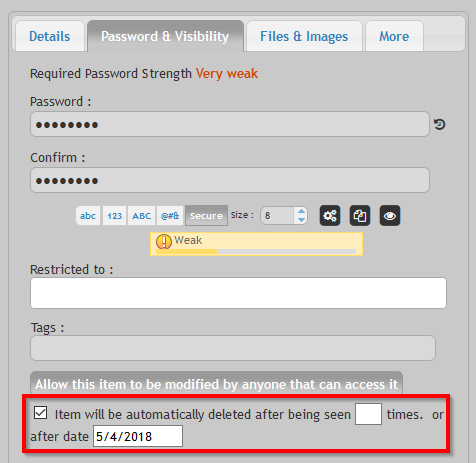 Details Password & Visibility Files & Images More
Required Password Strength Very weak
Password :
••••••••
Confirm :
••••••••
abc 123 ABC @#& Secure Size : 8
Weak
Restricted to :
Tags :
Allow this item to be modified by anyone that can access it
Item will be automatically deleted after being seen times. or
after date 5/4/2018